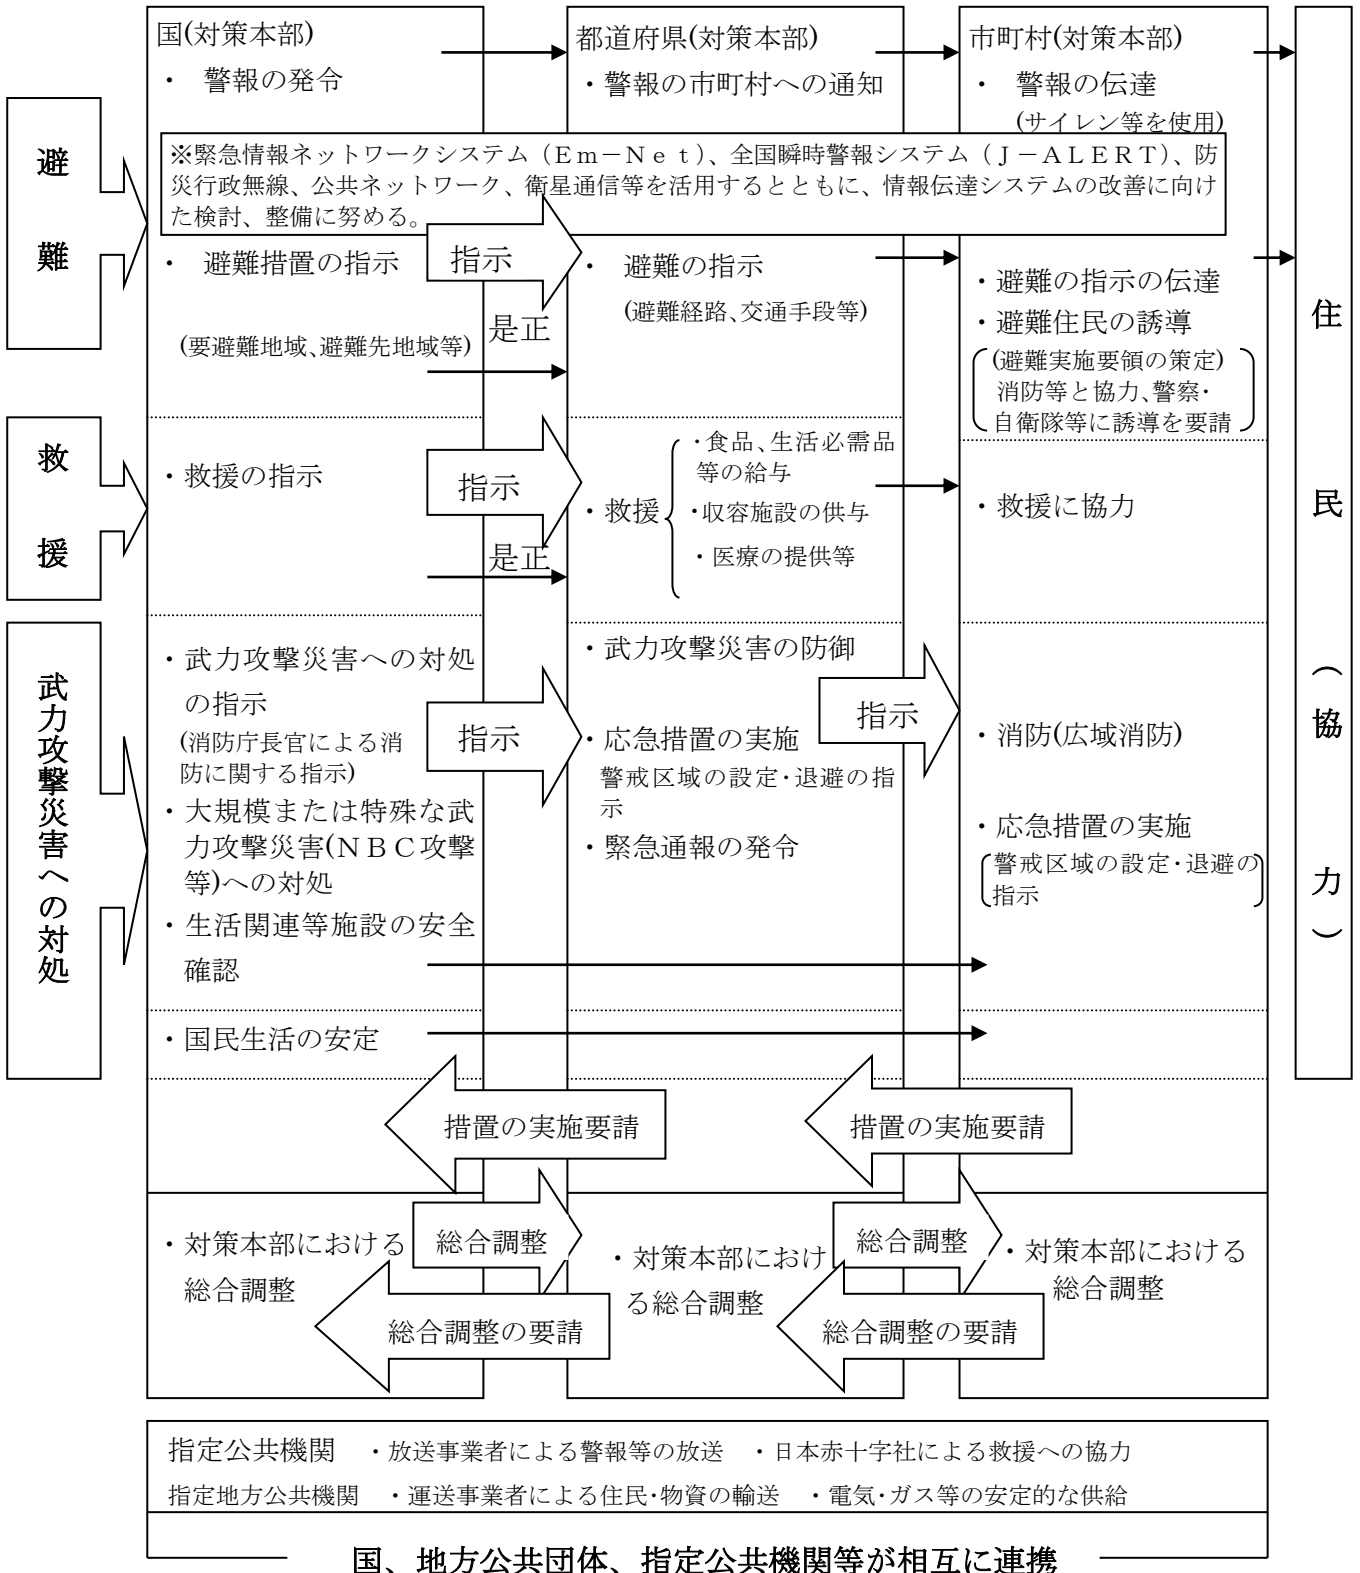 国(対策本部)
・ 警報の発令
都道府県(対策本部)
・警報の市町村への通知
市町村(対策本部)
・ 警報の伝達
(サイレン等を使用)
避難
※緊急情報ネットワークシステム（Em－Net）、全国瞬時警報システム（J－ALERT）、防
災行政無線、公共ネットワーク、衛星通信等を活用するとともに、情報伝達システムの改善に向け
た検討、整備に努める。
・ 避難措置の指示
(要避難地域、避難先地域等)
指示
是正
・ 避難の指示
(避難経路、交通手段等)
・避難の指示の伝達
・避難住民の誘導
(避難実施要領の策定)
消防等と協力、警察・
自衛隊等に誘導を要請
救援
・救援の指示
指示
是正
・救援
・食品、生活必需品
等の給与
・収容施設の供与
・医療の提供等
・救援に協力
武力攻撃災害への対処
・武力攻撃災害への対処
の指示
(消防庁長官による消
防に関する指示)
・大規模または特殊な武
力攻撃災害(NBC攻撃
等)への対処
・生活関連等施設の安全
確認
指示
・武力攻撃災害の防御
・応急措置の実施
警戒区域の設定・退避の指
示
・緊急通報の発令
指示
・消防(広域消防)
・応急措置の実施
警戒区域の設定・退避の
指示
・国民生活の安定
住民（協力）
措置の実施要請
措置の実施要請
・対策本部における
総合調整
総合調整
総合調整の要請
・対策本部におけ
る総合調整
総合調整
総合調整の要請
・対策本部における
総合調整
指定公共機関 ・放送事業者による警報等の放送 ・日本赤十字社による救援への協力
指定地方公共機関 ・運送事業者による住民・物資の輸送 ・電気・ガス等の安定的な供給
国、地方公共団体、指定公共機関等が相互に連携